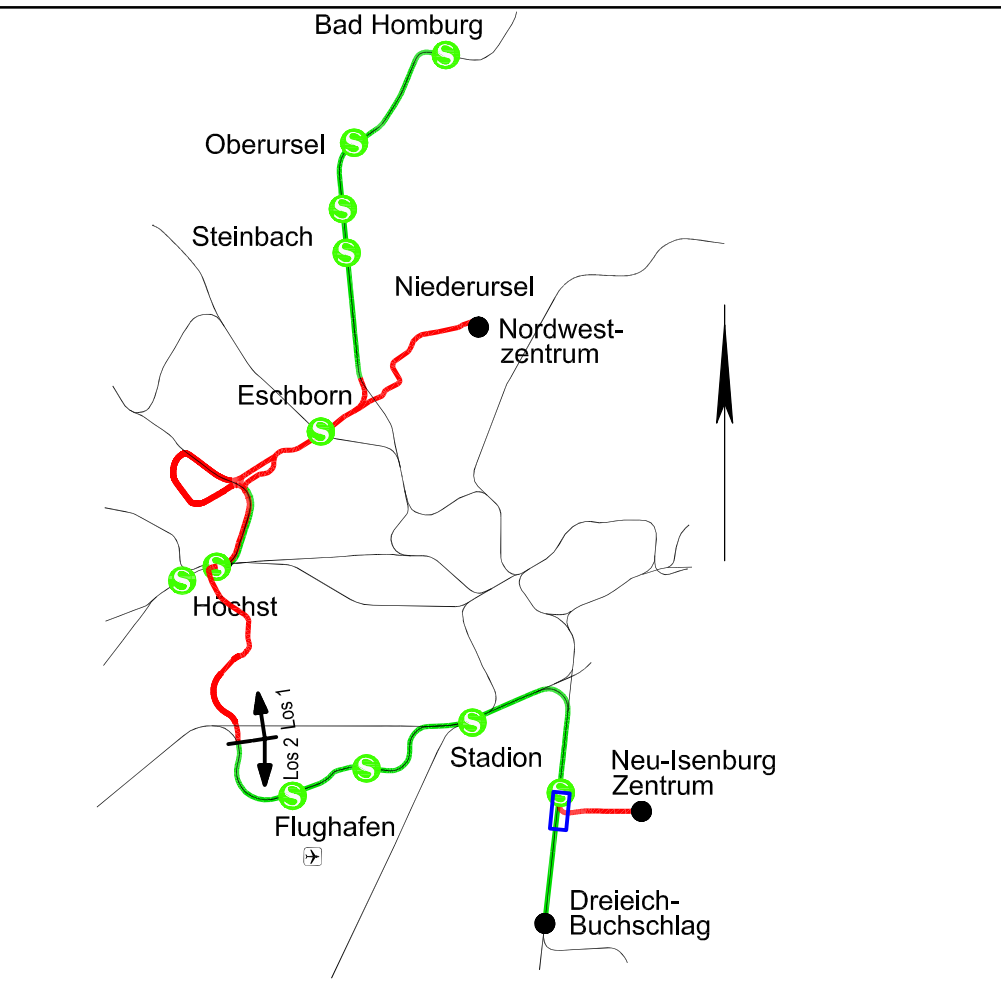 Bad Homburg
S
Oberursel
S
S
Steinbach
S
Niederursel
Nordwest-
zentrum
Eschborn
S
S
S
Höchst
Los 1
Los 2
S
Stadion
S
S
Flughafen
S
Neu-Isenburg
Zentrum
Dreieich-
Buchschlag